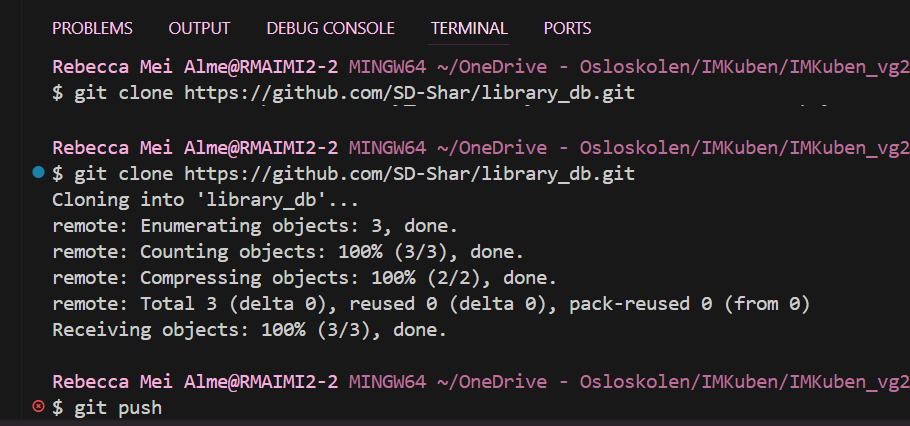 PROBLEMS OUTPUT DEBUG CONSOLE TERMINAL PORTS
Rebecca Mei Alme@RMAIMI2-2 MINGW64 ~/OneDrive - Osloskolen/IMKuben/IMKuben_vg2
$ git clone https://github.com/SD-Shar/library_db.git
Rebecca Mei Alme@RMAIMI2-2 MINGW64 ~/OneDrive - Osloskolen/IMKuben/IMKuben_vg2
$ git clone https://github.com/SD-Shar/library_db.git
Cloning into 'library_db'...
remote: Enumerating objects: 3, done.
remote: Counting objects: 100% (3/3), done.
remote: Compressing objects: 100% (2/2), done.
remote: Total 3 (delta 0), reused 0 (delta 0), pack-reused 0 (from 0)
Receiving objects: 100% (3/3), done.
Rebecca Mei Alme@RMAIMI2-2 MINGW64 ~/OneDrive - Osloskolen/IMKuben/IMKuben_vg2
$ git push